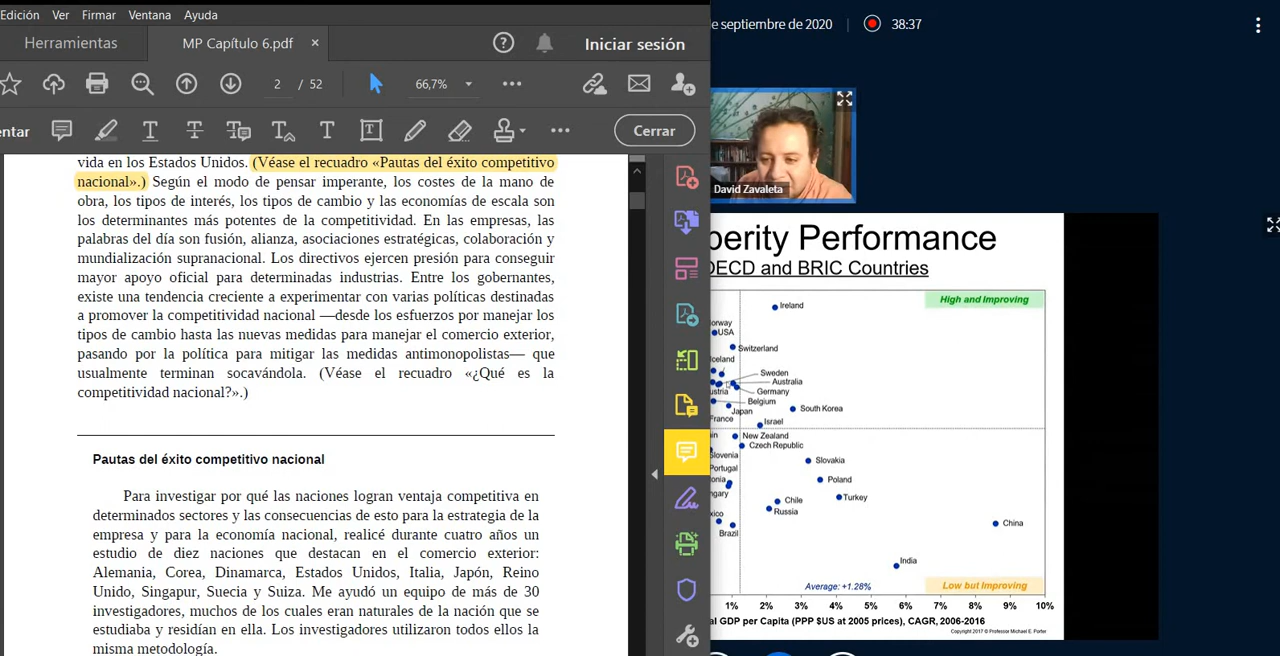 Edición Ver Firmar Ventana Ayuda
Herramientas
MP Capítulo 6.pdf
Iniciar sesión
2 / 52
66,7%
Cerrar
vida en los Estados Unidos. (Véase el recuadro «Pautas del éxito competitivo
nacional».) Según el modo de pensar imperante, los costes de la mano de
obra, los tipos de interés, los tipos de cambio y las economías de escala son
los determinantes más potentes de la competitividad. En las empresas, las
palabras del día son fusión, alianza, asociaciones estratégicas, colaboración y
mundialización supranacional. Los directivos ejercen presión para conseguir
mayor apoyo oficial para determinadas industrias. Entre los gobernantes,
existe una tendencia creciente a experimentar con varias políticas destinadas
a promover la competitividad nacional —desde los esfuerzos por manejar los
tipos de cambio hasta las nuevas medidas para manejar el comercio exterior,
pasando por la política para mitigar las medidas antimonopolistas— que
usualmente terminan socavándola. (Véase el recuadro «¿Qué es la
competitividad nacional?».)
Pautas del éxito competitivo nacional
Para investigar por qué las naciones logran ventaja competitiva en
determinados sectores y las consecuencias de esto para la estrategia de la
empresa y para la economía nacional, realicé durante cuatro años un
estudio de diez naciones que destacan en el comercio exterior:
Alemania, Corea, Dinamarca, Estados Unidos, Italia, Japón, Reino
Unido, Singapur, Suecia y Suiza. Me ayudó un equipo de más de 30
investigadores, muchos de los cuales eran naturales de la nación que se
estudiaba y residían en ella. Los investigadores utilizaron todos ellos la
misma metodología.
e septiembre de 2020
38:37
David Zavaleta
perity Performance
OECD and BRIC Countries
High and Improving
Ireland
orway
USA
Switzerland
celand
Sweden
Australia
ustria
Germany
Belgium
Japan
South Korea
France
Israel
New Zealand
Czech Republic
Slovenia
Slovakia
Portugal
Poland
Turkey
Chile
Russia
China
Brazil
India
Average: +1.28%
Low but Improving
1% 2% 3% 4% 5% 6% 7% 8% 9% 10%
al GDP per Capita (PPP $US at 2005 prices), CAGR, 2006-2016
Copyright 2017 © Professor Michael E. Porter